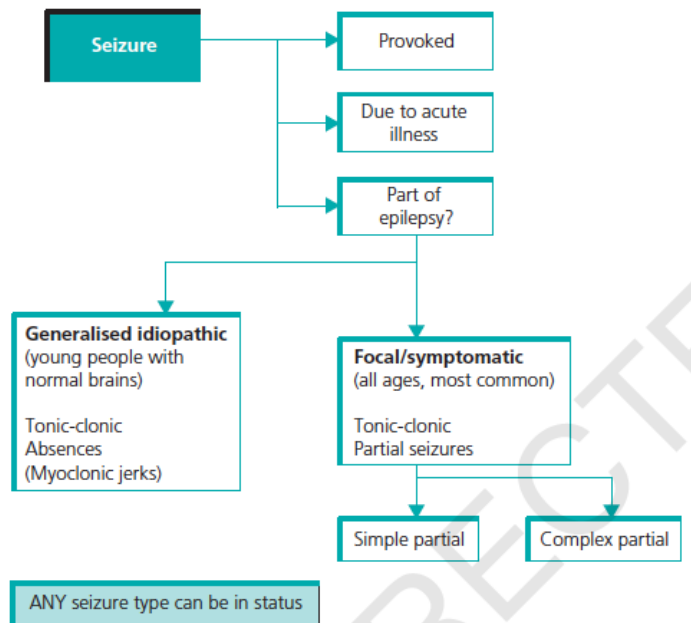 Seizure
Provoked
Due to acute
illness
Part of
epilepsy?
Generalised idiopathic
(young people with
normal brains)
Tonic-clonic
Absences
(Myoclonic jerks)
Focal/symptomatic
(all ages, most common)
Tonic-clonic
Partial seizures
Simple partial
Complex partial
ANY seizure type can be in status